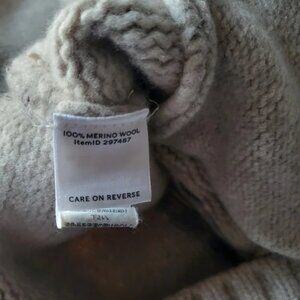 100% MERINO WOOL
ItemID 297467
CARE ON REVERSE